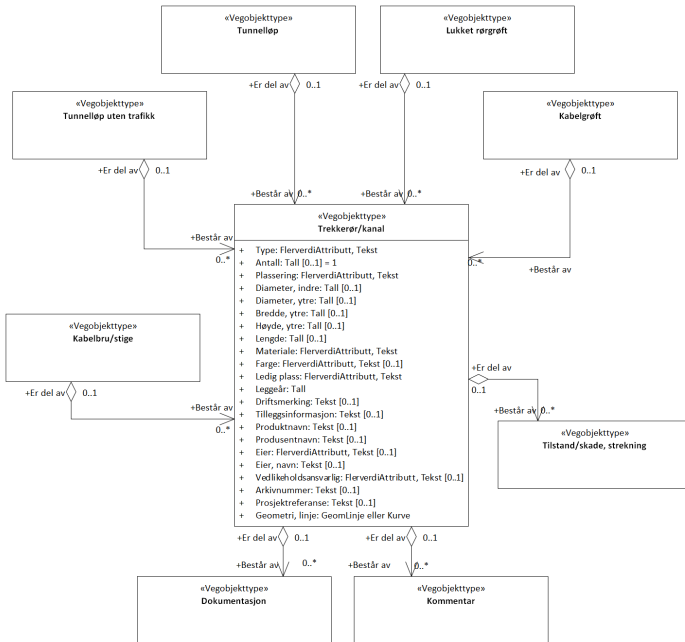 «Vegobjekttype»
Tunnelløp
«Vegobjekttype»
Lukket rørgrøft
+Er del av 0..1
+Er del av 0..1
«Vegobjekttype»
Tunnelløp uten trafikk
«Vegobjekttype»
Kabelgrøft
+Er del av 0..1
+Er del av 0..1
+Består av 0..*
+Består av 0..*
+Består av
0..*
0..*
+Består av
«Vegobjekttype»
Trekkerør/kanal
+ Type: FlerverdiAttributt, Tekst
+ Antall: Tall [0..1] = 1
+ Plassering: FlerverdiAttributt, Tekst
+ Diameter, indre: Tall [0..1]
+ Diameter, ytre: Tall [0..1]
+ Bredde, ytre: Tall [0..1]
+ Høyde, ytre: Tall [0..1]
+ Lengde: Tall [0..1]
+ Materiale: FlerverdiAttributt, Tekst
+ Farge: FlerverdiAttributt, Tekst [0..1]
+ Ledig plass: FlerverdiAttributt, Tekst
+ Leggeår: Tall
+ Driftsmerking: Tekst [0..1]
+ Tilleggsinformasjon: Tekst [0..1]
+ Produktnavn: Tekst [0..1]
+ Produsentnavn: Tekst [0..1]
+ Eier: FlerverdiAttributt, Tekst [0..1]
+ Eier, navn: Tekst [0..1]
+ Vedlikeholdsansvarlig: FlerverdiAttributt, Tekst [0..1]
+ Arkivnummer: Tekst [0..1]
+ Prosjektreferanse: Tekst [0..1]
+ Geometri, linje: GeomLinje eller Kurve
«Vegobjekttype»
Kabelbru/stige
+Er del av 0..1
+Består av
0..*
+Er del av
0..1
+Består av 0..*
«Vegobjekttype»
Tilstand/skade, strekning
+Er del av 0..1
+Er del av 0..1
+Består av 0..*
+Består av 0..*
«Vegobjekttype»
Dokumentasjon
«Vegobjekttype»
Kommentar